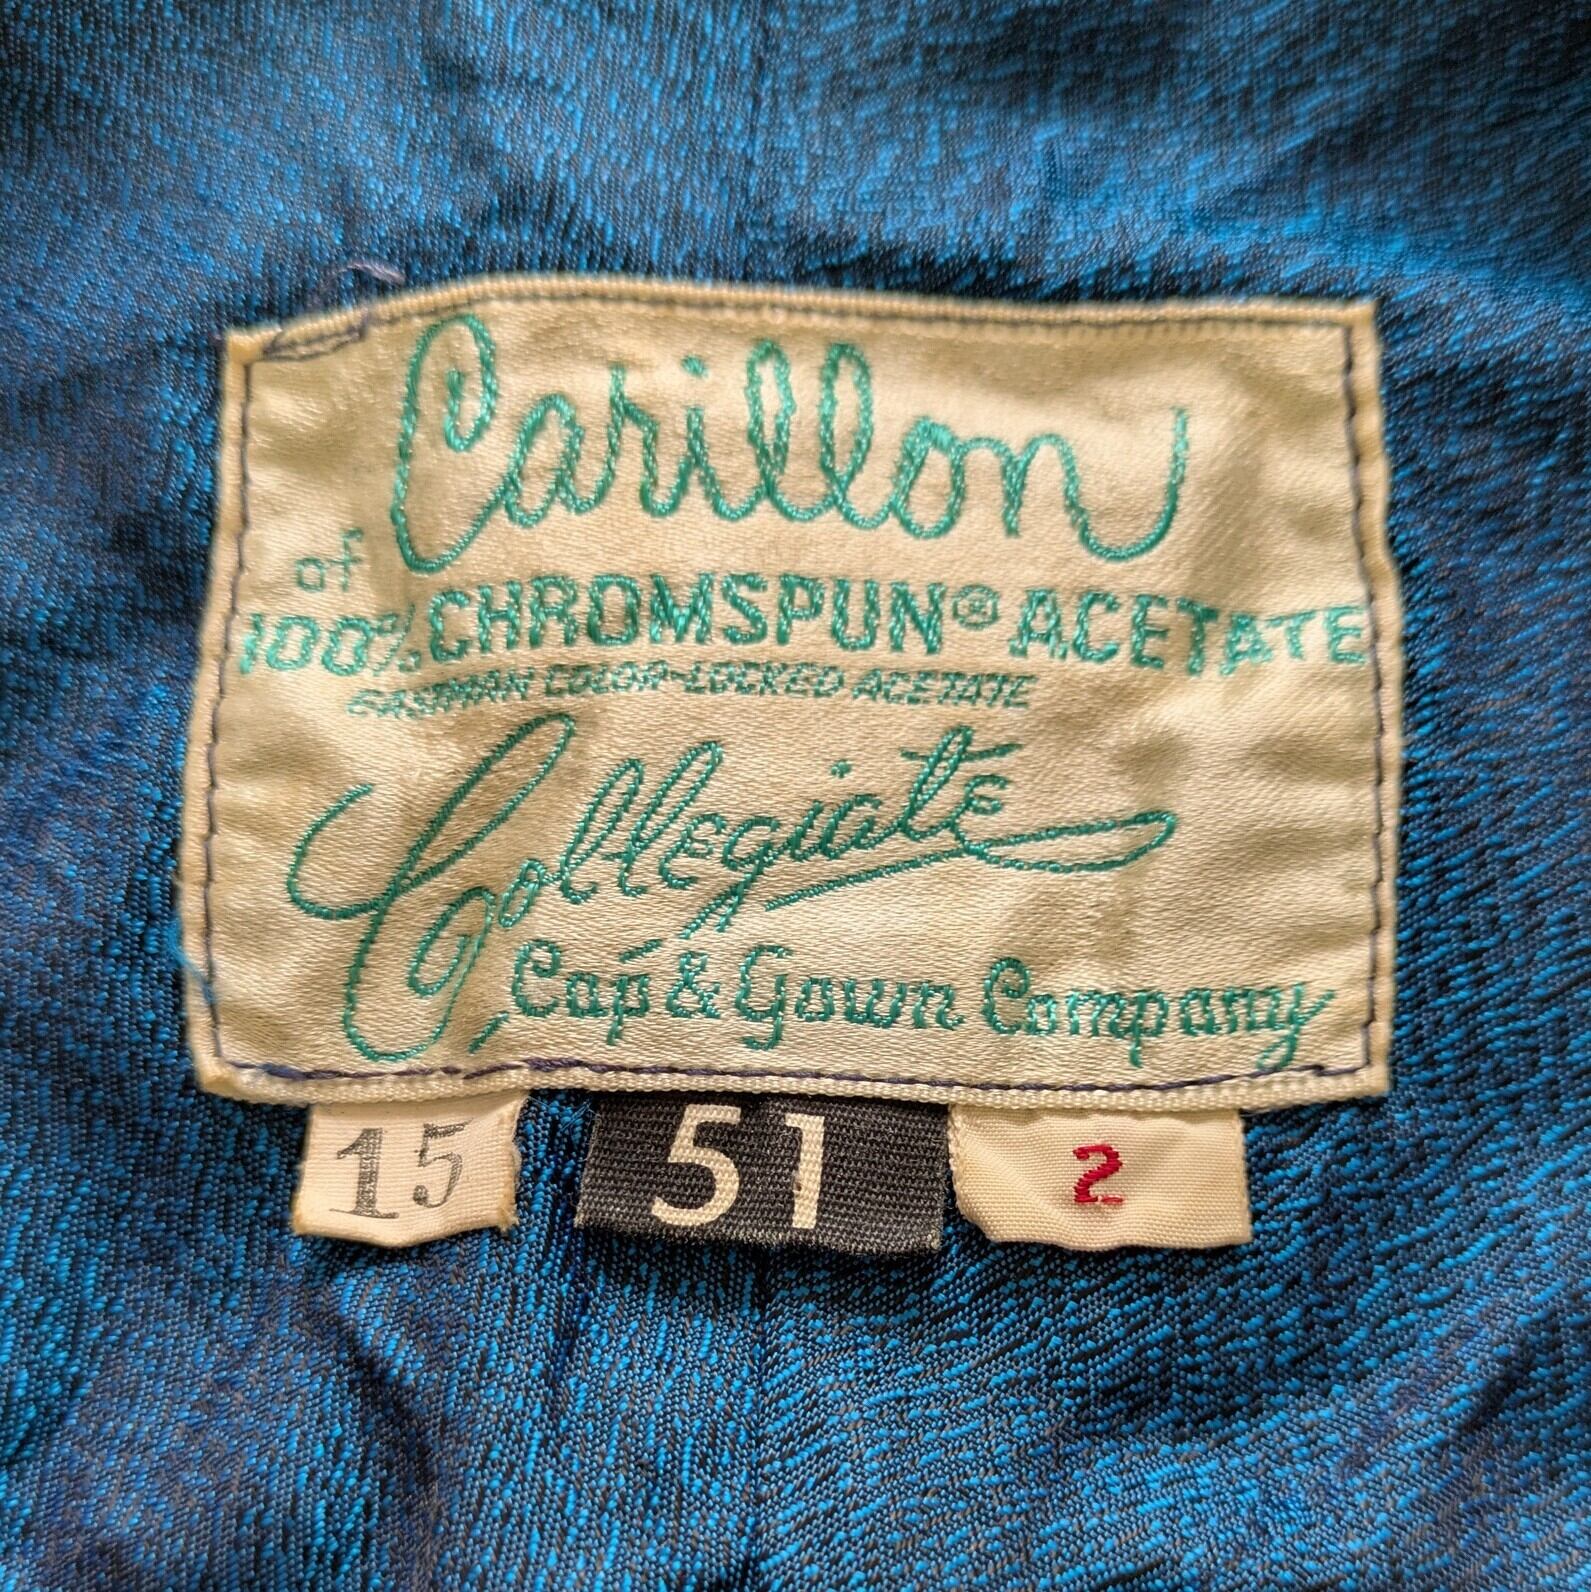 Carillon
of
100% CHROMSPUN® ACETATE
EASTMAN COLOR-LOCKED ACETATE
Collegiate
Cap & Gown Company
15 51 2